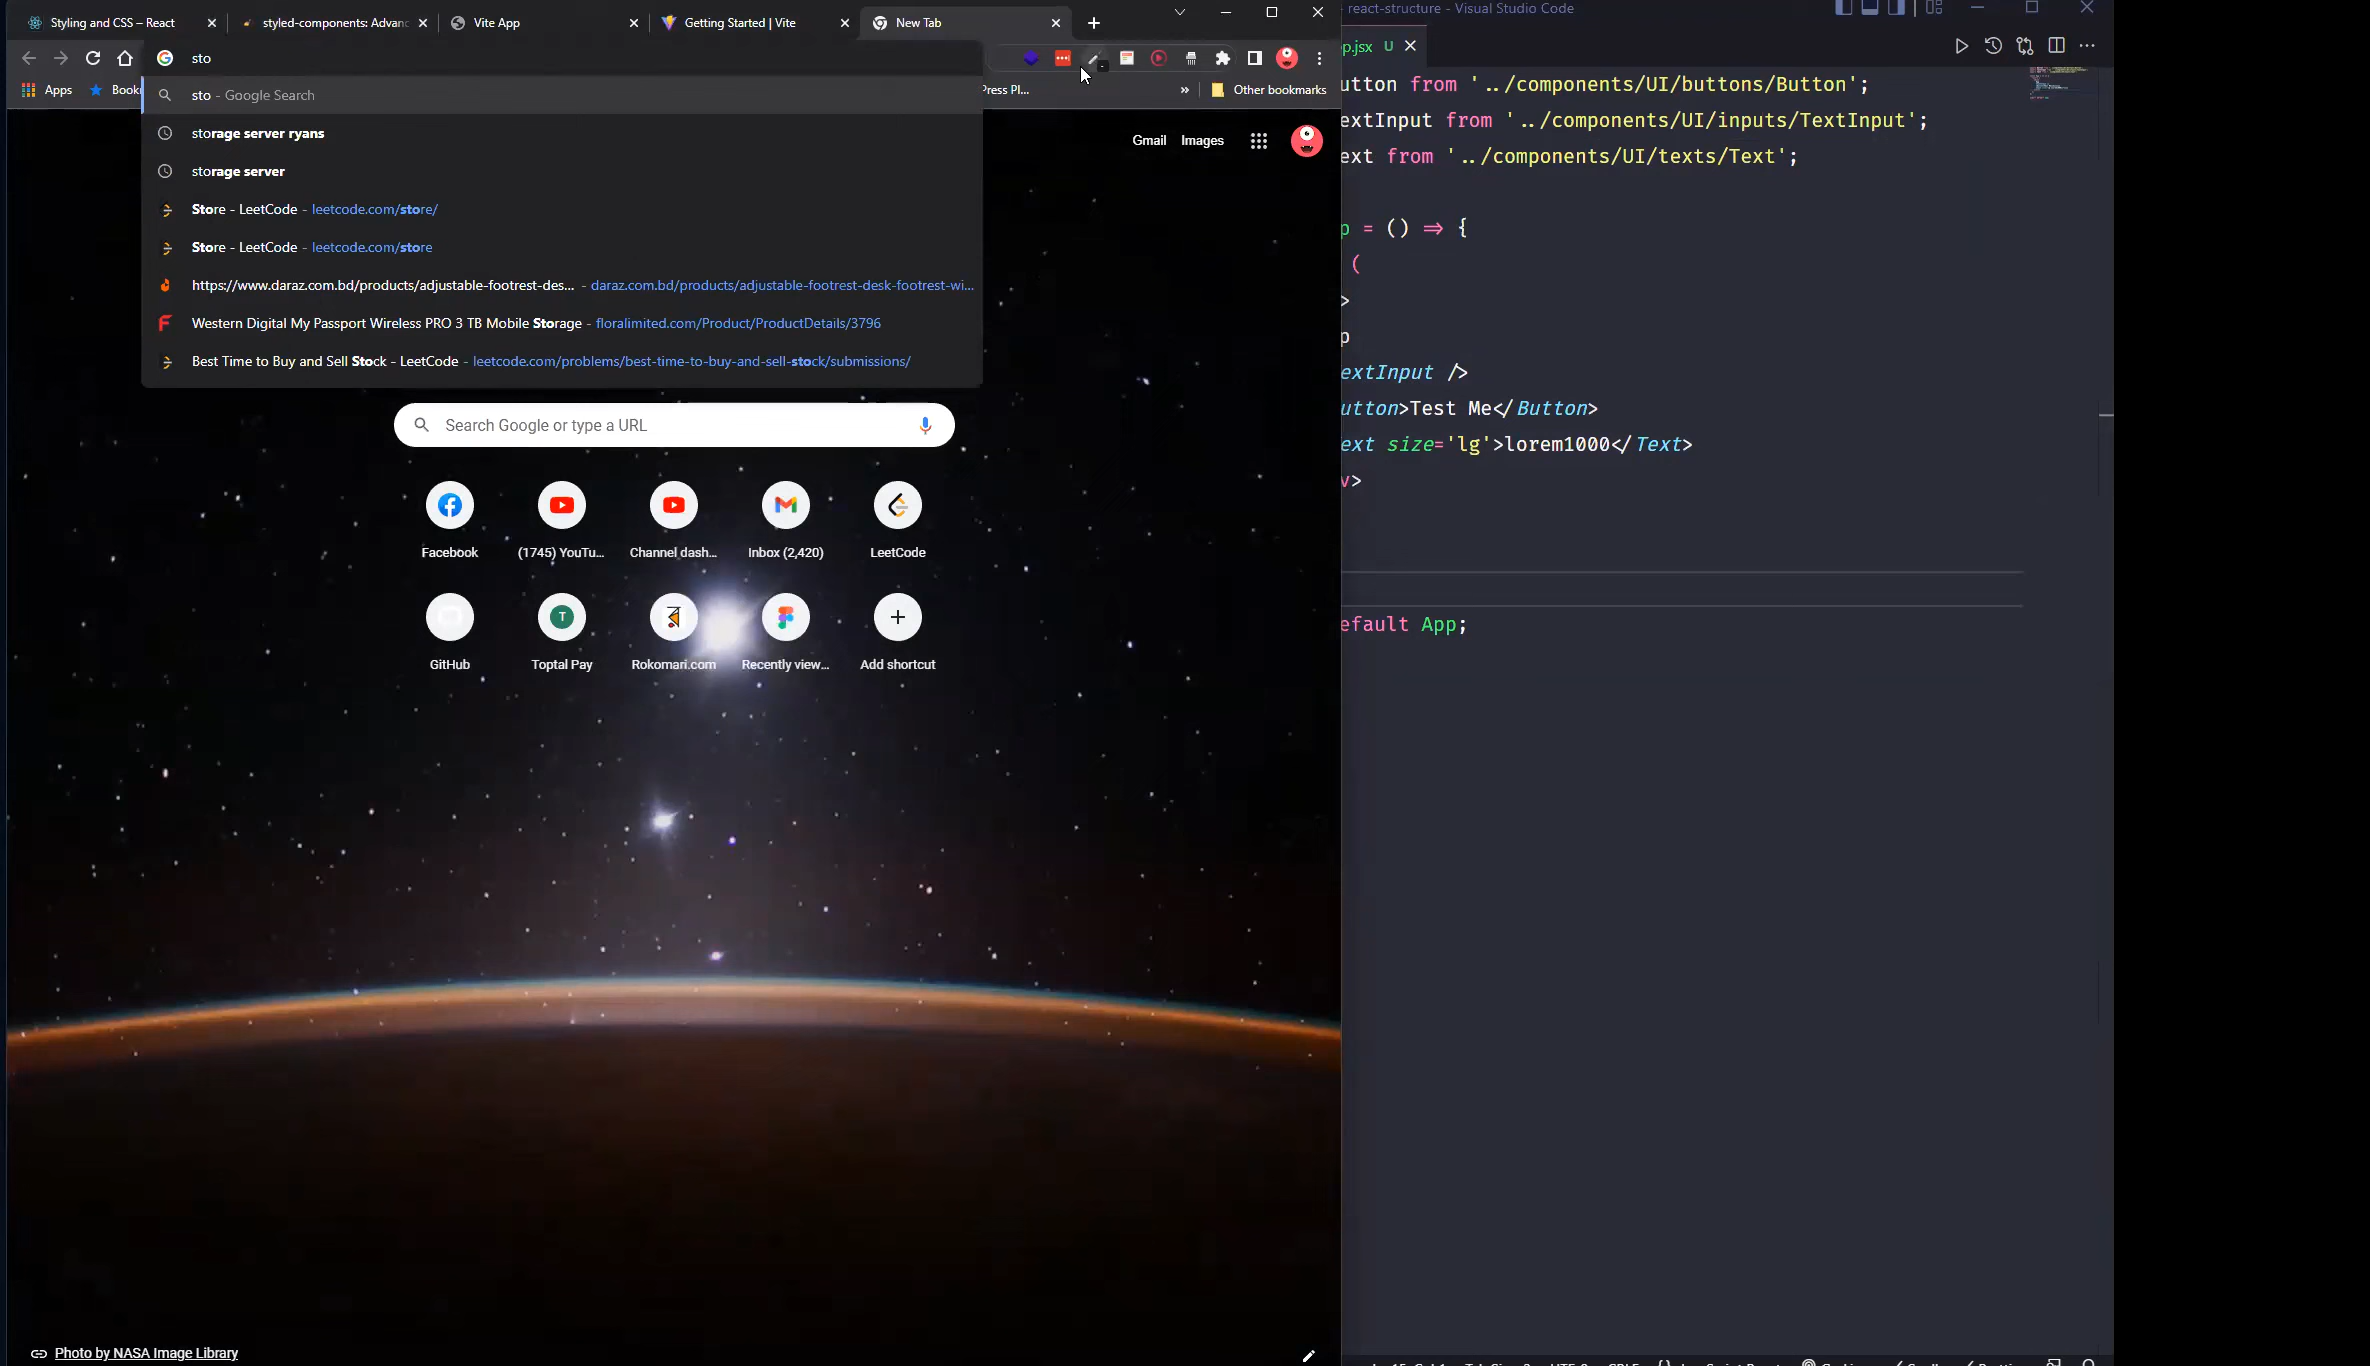 Styling and CSS – React
styled-components: Advanc
Vite App
Getting Started | Vite
New Tab
sto
Apps
Bookn
Press Pl...
»
Other bookmarks
sto - Google Search
storage server ryans
storage server
Store - LeetCode - leetcode.com/store/
Store - LeetCode - leetcode.com/store
https://www.daraz.com.bd/products/adjustable-footrest-des... - daraz.com.bd/products/adjustable-footrest-desk-footrest-wi...
Western Digital My Passport Wireless PRO 3 TB Mobile Storage - floralimited.com/Product/ProductDetails/3796
Best Time to Buy and Sell Stock - LeetCode - leetcode.com/problems/best-time-to-buy-and-sell-stock/submissions/
Gmail Images
Search Google or type a URL
Facebook
(1745) YouTu...
Channel dash...
Inbox (2,420)
LeetCode
T
GitHub
Toptal Pay
Rokomari.com
Recently view...
Add shortcut
Photo by NASA Image Library
react-structure - Visual Studio Code
p.jsx U
utton from '../components/UI/buttons/Button';
extInput from '../components/UI/inputs/TextInput';
ext from '../components/UI/texts/Text';
p = () => {
(
>
p
extInput />
utton>Test Me</Button>
ext size='lg'>lorem1000</Text>
v>
efault App;